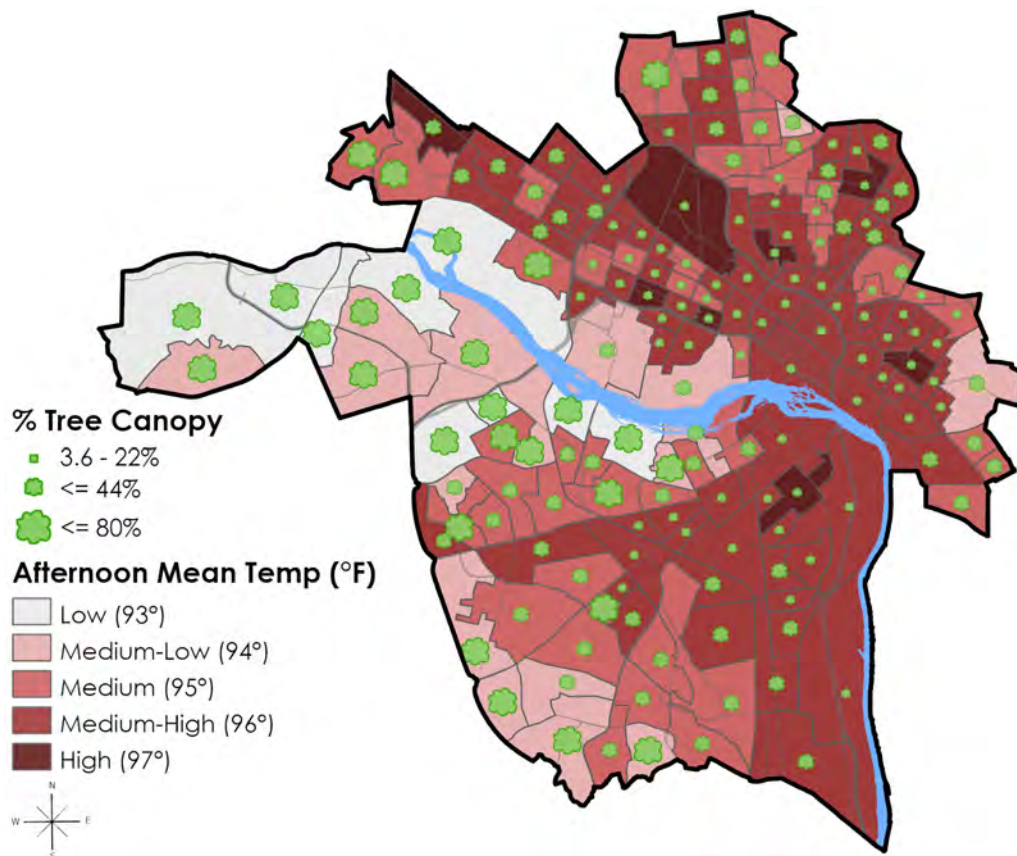 % Tree Canopy
3.6 - 22%
<= 44%
<= 80%
Afternoon Mean Temp (°F)
Low (93°)
Medium-Low (94°)
Medium (95°)
Medium-High (96°)
High (97°)
N
W E
S